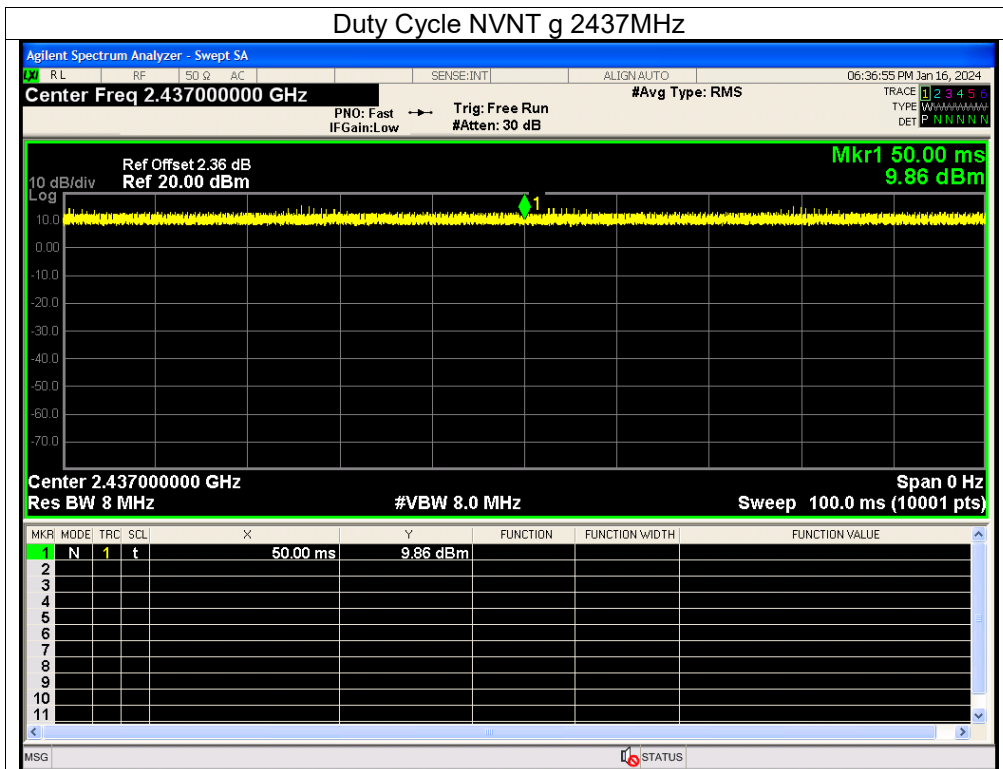 Duty Cycle NVNT g 2437MHz
Agilent Spectrum Analyzer - Swept SA
LXI RL RF 50 Ω AC SENSE:INT ALIGNAUTO 06:36:55 PM Jan 16, 2024
Center Freq 2.437000000 GHz #Avg Type: RMS TRACE 1 2 3 4 5 6
PNO: Fast Trig: Free Run TYPE WWWWWW
IFGain:Low #Atten: 30 dB DET P N N N N N
Mkr1 50.00 ms
Ref Offset 2.36 dB
10 dB/div Ref 20.00 dBm 9.86 dBm
Log
1
10.0
0.00
-10.0
-20.0
-30.0
-40.0
-50.0
-60.0
-70.0
Center 2.437000000 GHz Span 0 Hz
Res BW 8 MHz #VBW 8.0 MHz Sweep 100.0 ms (10001 pts)
MKR MODE TRC SCL X Y FUNCTION FUNCTION WIDTH FUNCTION VALUE
1 N 1 t 50.00 ms 9.86 dBm
2
3
4
5
6
7
8
9
10
11
MSG STATUS